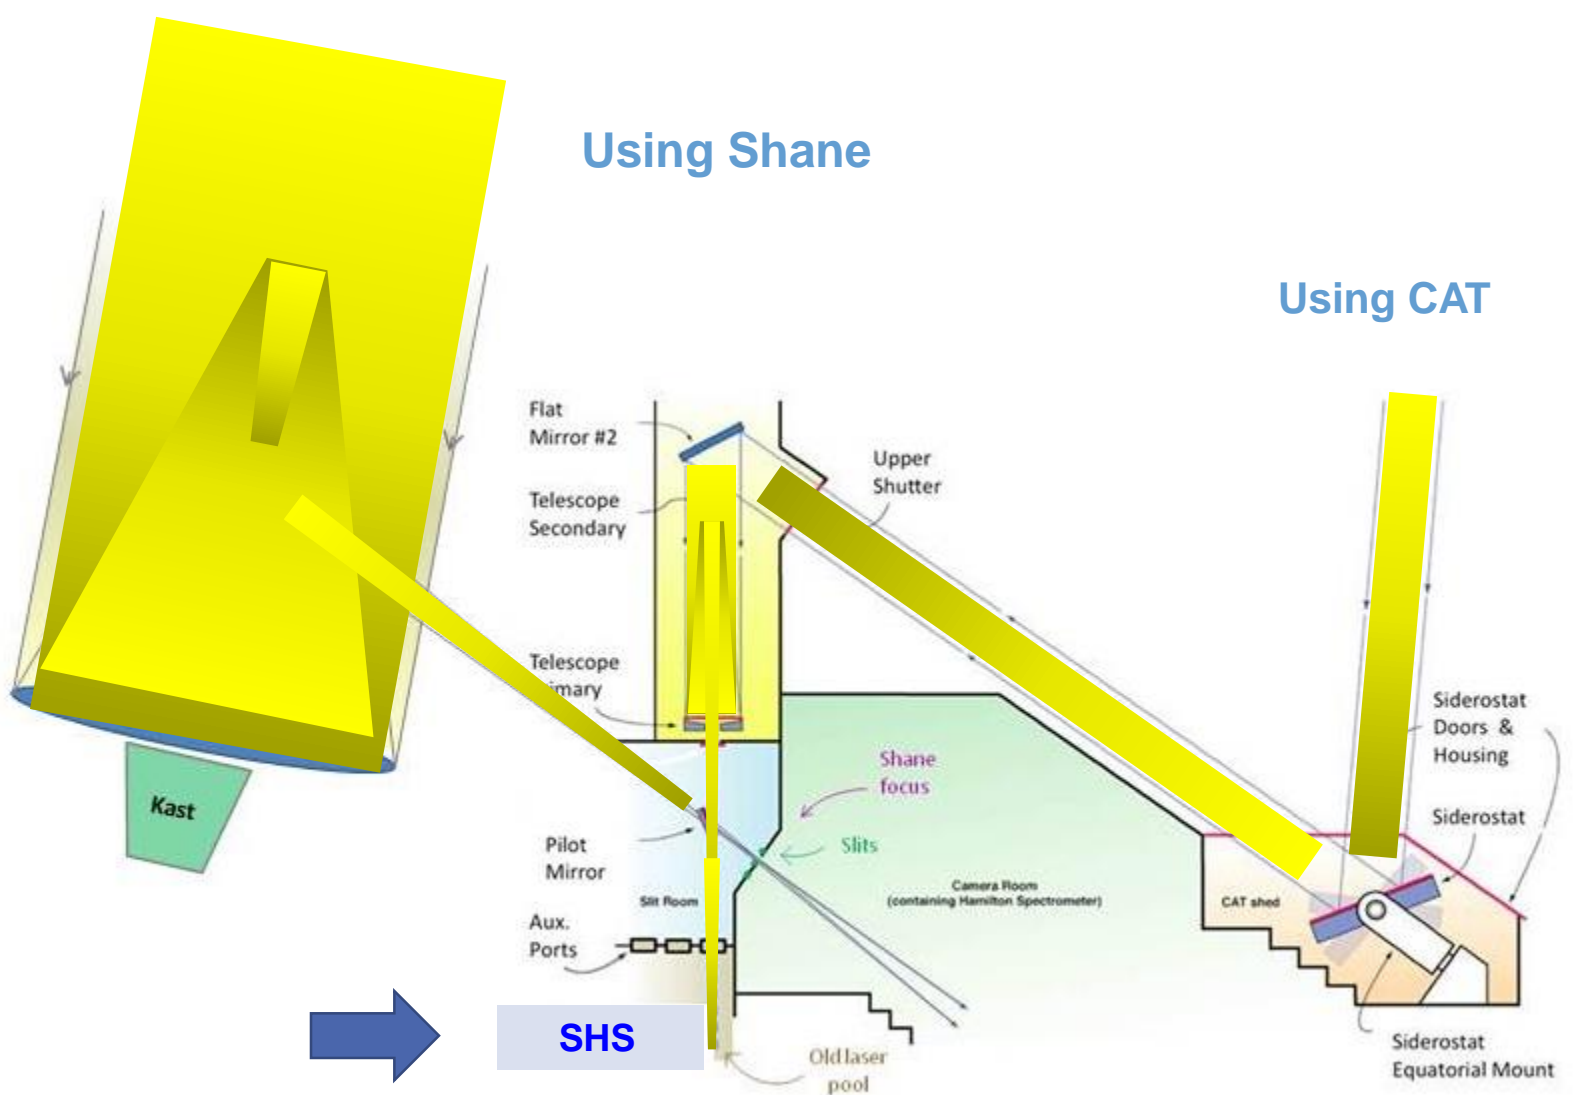 Using Shane
Using CAT
Flat
Mirror #2
Upper
Shutter
Telescope
Secondary
Telescope
imary
Siderostat
Doors &
Housing
Shane
focus
Siderostat
Kast
Pilot
Mirror
Slits
Slit Room
Camera Room
(containing Hamilton Spectrometer)
CAT shed
Aux.
Ports
SHS
Old laser
pool
Siderostat
Equatorial Mount